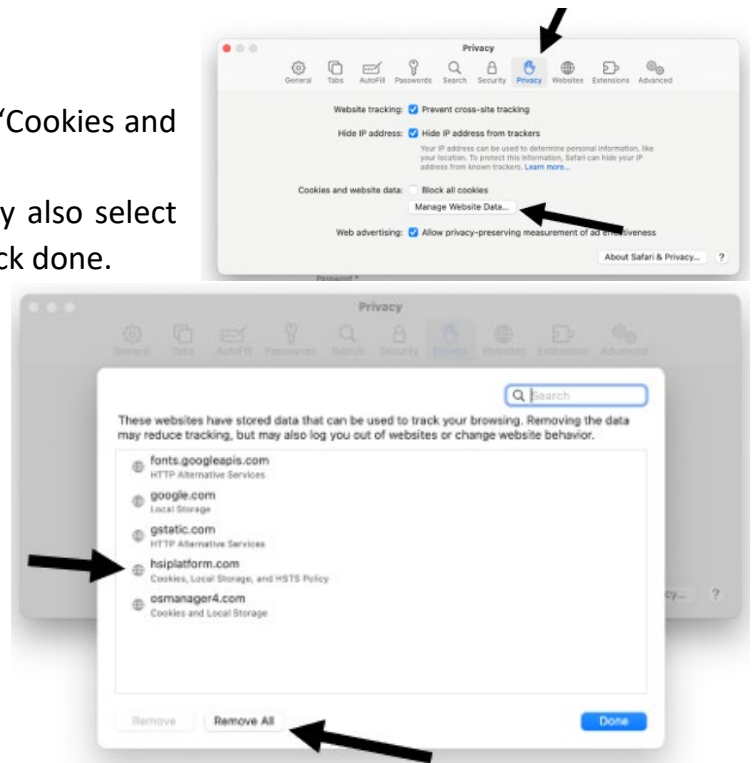 Privacy
General Tabs AutoFill Passwords Search Security Privacy Websites Extensions Advanced
Website tracking: Prevent cross-site tracking
"Cookies and
Hide IP address: Hide IP address from trackers
Your IP address can be used to determine personal information, like
your location. To protect this information, Safari can hide your IP
address from known trackers. Learn more...
Cookies and website data: Block all cookies
y also select
Manage Website Data...
Web advertising: Allow privacy-preserving measurement of ad effectiveness
ck done.
About Safari & Privacy... ?
Password *
Privacy
General Tabs AutoFill Passwords Search Security Privacy Websites Extensions Advanced
Search
These websites have stored data that can be used to track your browsing. Removing the data
may reduce tracking, but may also log you out of websites or change website behavior.
fonts.googleapis.com
HTTP Alternative Services
google.com
Local Storage
gstatic.com
HTTP Alternative Services
hsiplatform.com
Cookies, Local Storage, and HSTS Policy
cy... ?
osmanager4.com
Cookies and Local Storage
Remove Remove All Done